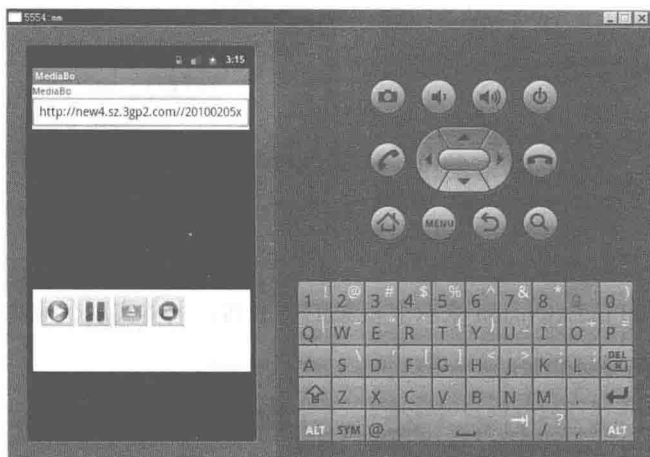 5554:nm
3:15
MediaBo
MediaBo
http://new4.sz.3gp2.com//20100205x
MENU
1 ! 2 @ 3 # 4 $ 5 % 6 ^ 7 & 8 * 0 )
Q W E R T { Y } U _ I O + P =
A S \ D ' F [ G ] H < J > K ; L : DEL
Z X C V B N M .
ALT SYM @ / ? , ALT